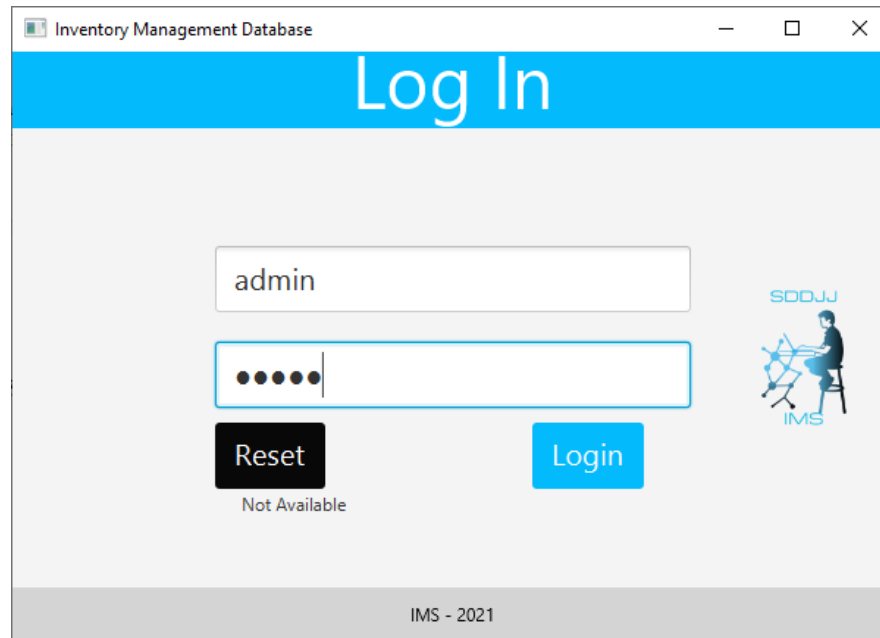 Inventory Management Database
Log In
admin
●●●●●
SDDJJ
IMS
Reset
Login
Not Available
IMS - 2021